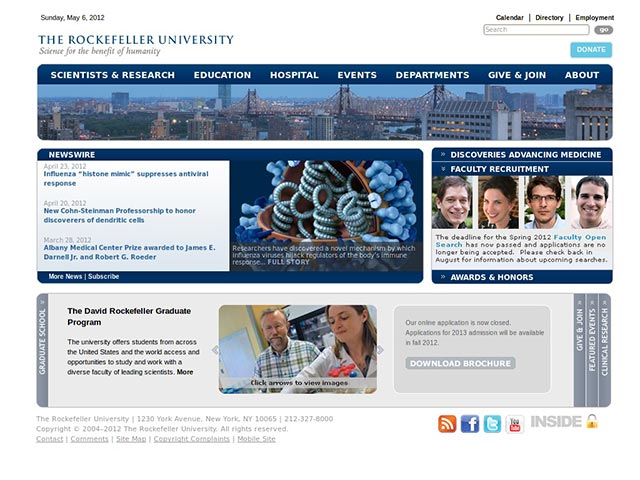 Sunday, May 6, 2012
Calendar | Directory | Employment
Search go
THE ROCKEFELLER UNIVERSITY
Science for the benefit of humanity
DONATE
SCIENTISTS & RESEARCH EDUCATION HOSPITAL EVENTS DEPARTMENTS GIVE & JOIN ABOUT
NEWSWIRE
April 23, 2012
Influenza “histone mimic” suppresses antiviral
response
April 20, 2012
New Cohn-Steinman Professorship to honor
discoverers of dendritic cells
March 28, 2012
Albany Medical Center Prize awarded to James E.
Darnell Jr. and Robert G. Roeder
More News | Subscribe
Researchers have discovered a novel mechanism by which
influenza viruses hijack regulators of the body's immune
response... FULL STORY
» DISCOVERIES ADVANCING MEDICINE
FACULTY RECRUITMENT
The deadline for the Spring 2012 Faculty Open
Search has now passed and applications are no
longer being accepted. Please check back in
August for information about upcoming searches.
» AWARDS & HONORS
GRADUATE SCHOOL
The David Rockefeller Graduate
Program
The university offers students from across
the United States and the world access and
opportunities to study and work with a
diverse faculty of leading scientists. More
Click arrows to view images
Our online application is now closed.
Applications for 2013 admission will be available
in fall 2012.
DOWNLOAD BROCHURE
GIVE & JOIN »
FEATURED EVENTS »
CLINICAL RESEARCH »
The Rockefeller University | 1230 York Avenue, New York, NY 10065 | 212-327-8000
Copyright © 2004–2012 The Rockefeller University. All rights reserved.
Contact | Comments | Site Map | Copyright Complaints | Mobile Site
You Tube
INSIDE